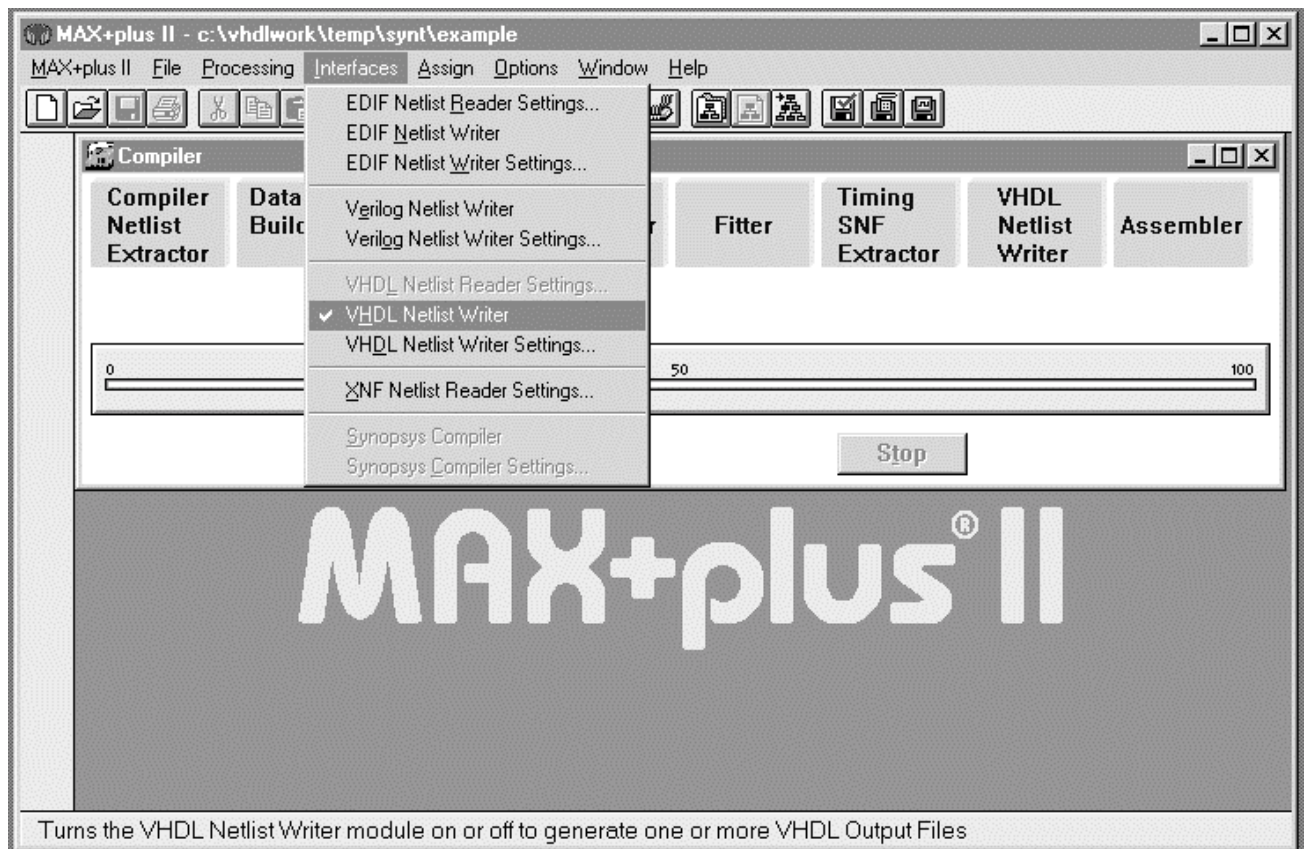 MAX+plus II - c:\vhdlwork\temp\synt\example
MAX+plus II File Processing Interfaces Assign Options Window Help
EDIF Netlist Reader Settings...
EDIF Netlist Writer
EDIF Netlist Writer Settings...
Verilog Netlist Writer
Verilog Netlist Writer Settings...
VHDL Netlist Reader Settings...
VHDL Netlist Writer
VHDL Netlist Writer Settings...
XNF Netlist Reader Settings...
Synopsys Compiler
Synopsys Compiler Settings...
Compiler
Compiler
Netlist
Extractor
Data
Fitter
Timing
SNF
Extractor
VHDL
Netlist
Writer
Assembler
0 50 100
Stop
MAX+plus® II
Turns the VHDL Netlist Writer module on or off to generate one or more VHDL Output Files